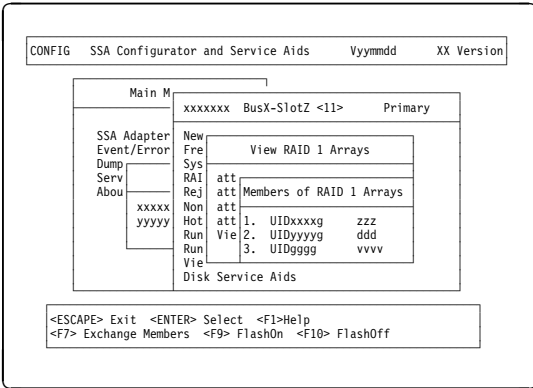 CONFIG SSA Configurator and Service Aids Vyymmdd XX Version
Main M
xxxxxxx BusX-SlotZ <11> Primary
SSA Adapter New
View RAID 1 Arrays
Event/Error Fre
Dump Sys
Serv RAI att
Abou Rej att Members of RAID 1 Arrays
xxxxx Non att
yyyyy Hot att 1. UIDxxxxg zzz
Run Vie 2. UIDyyyyg ddd
Run 3. UIDgggg vvvv
Vie
Disk Service Aids
<ESCAPE> Exit <ENTER> Select <F1>Help
<F7> Exchange Members <F9> FlashOn <F10> FlashOff